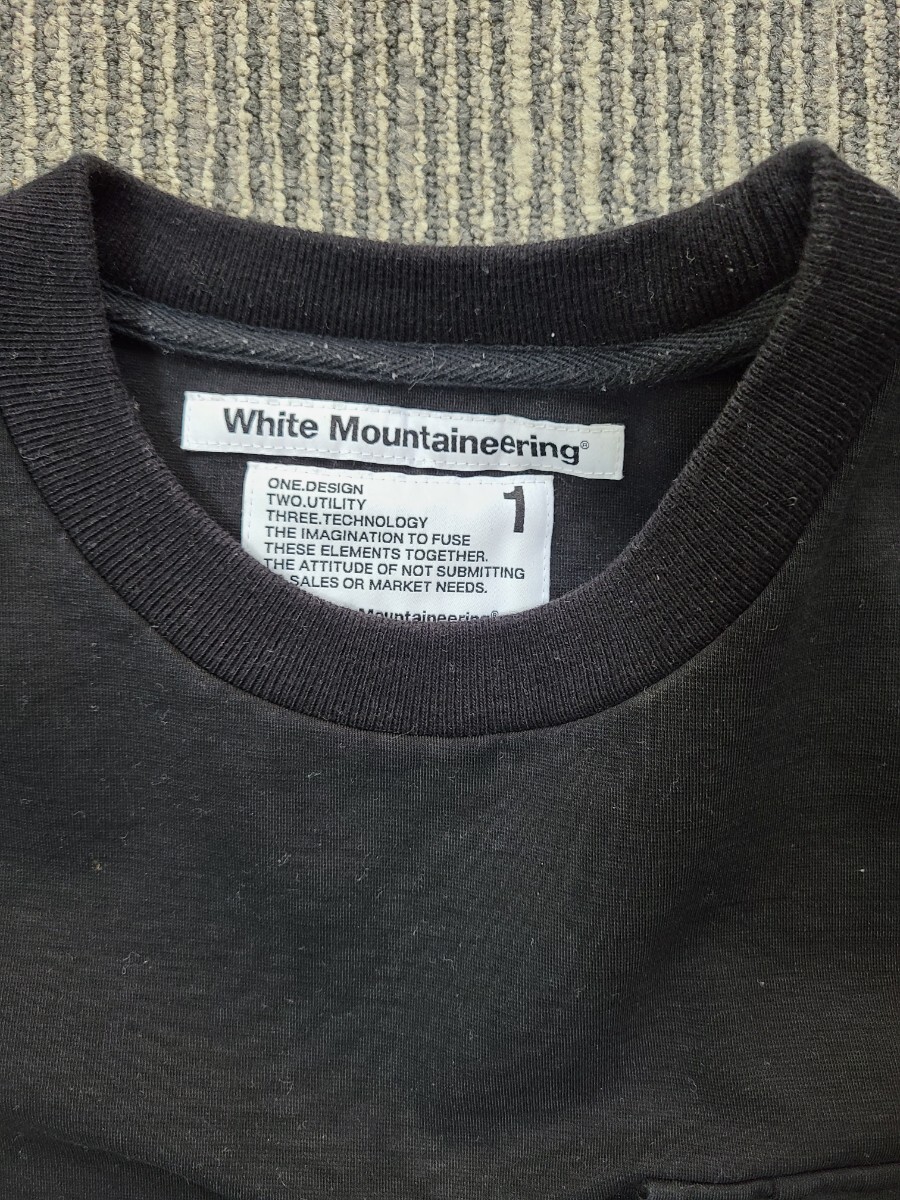 White Mountaineering®
1
ONE.DESIGN
TWO.UTILITY
THREE.TECHNOLOGY
THE IMAGINATION TO FUSE
THESE ELEMENTS TOGETHER.
THE ATTITUDE OF NOT SUBMITTING
SALES OR MARKET NEEDS.
Mountaineering®